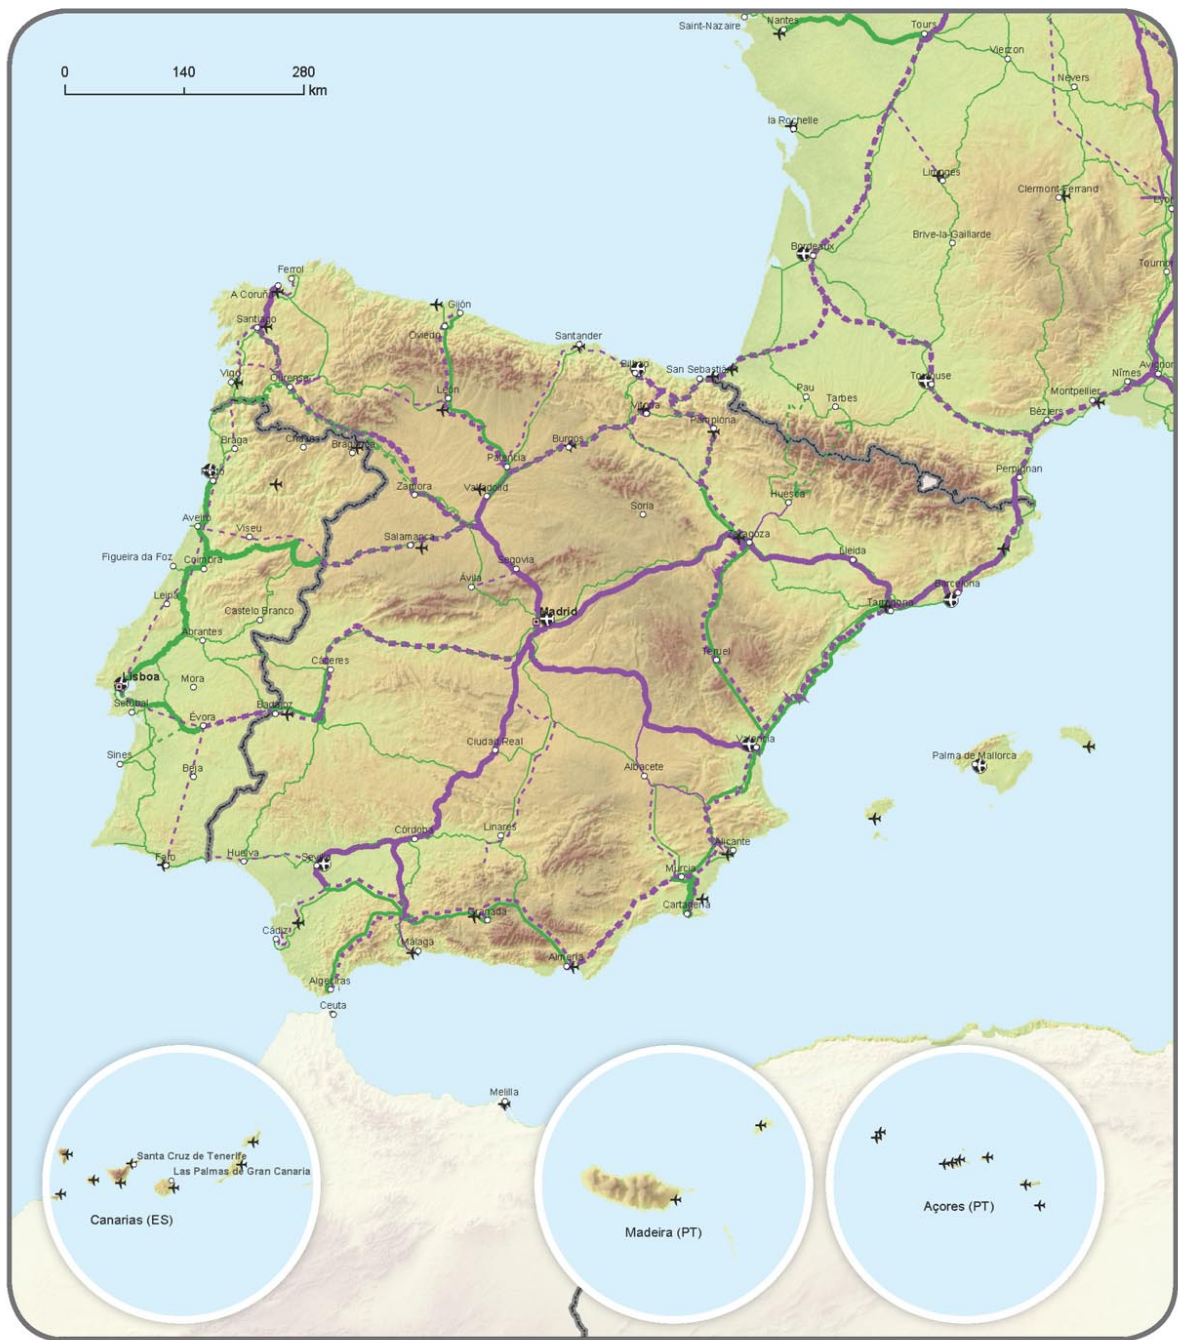 Saint-Nazaire
Nantes
Tours
Vierzon
0 140 280
km
Nevers
la Rochelle
Limoges
Clermont-Ferrand
Brive-la-Gaillarde
Bordeaux
Ferrol
A Coruña
Santiago
Gijón
Oviedo
Santander
Bilbao
San Sebastián
Toulouse
Nîmes
Montpellier
Béziers
Pau
Tarbes
Vigo
Ourense
León
Vitoria
Pamplona
Braga
Chaves
Bragança
Burgos
Palencia
Perpignan
Zamora
Valladolid
Huesca
Soria
Aveiro
Viseu
Salamanca
Zaragoza
Figueira da Foz
Coimbra
Segovia
Lleida
Ávila
Barcelona
Leiria
Castelo Branco
Madrid
Tarragona
Abrantes
Cáceres
Teruel
Lisboa
Mora
Setúbal
Évora
Badajoz
Ciudad Real
Valencia
Palma de Mallorca
Sines
Beja
Albacete
Córdoba
Linares
Alicante
Faro
Huelva
Sevilla
Murcia
Cartagena
Granada
Cádiz
Málaga
Almería
Algeciras
Ceuta
Melilla
Santa Cruz de Tenerife
Las Palmas de Gran Canaria
Canarias (ES)
Madeira (PT)
Açores (PT)